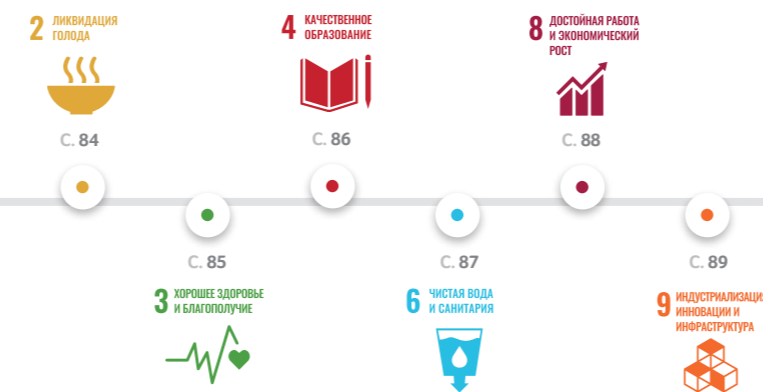 2 ЛИКВИДАЦИЯ
ГОЛОДА
С. 84
4 КАЧЕСТВЕННОЕ
ОБРАЗОВАНИЕ
С. 86
8 ДОСТОЙНАЯ РАБОТА
И ЭКОНОМИЧЕСКИЙ
РОСТ
С. 88
С. 85
3 ХОРОШЕЕ ЗДОРОВЬЕ
И БЛАГОПОЛУЧИЕ
С. 87
6 ЧИСТАЯ ВОДА
И САНИТАРИЯ
С. 89
9 ИНДУСТРИАЛИЗАЦИЯ
ИННОВАЦИИ И
ИНФРАСТРУКТУРА